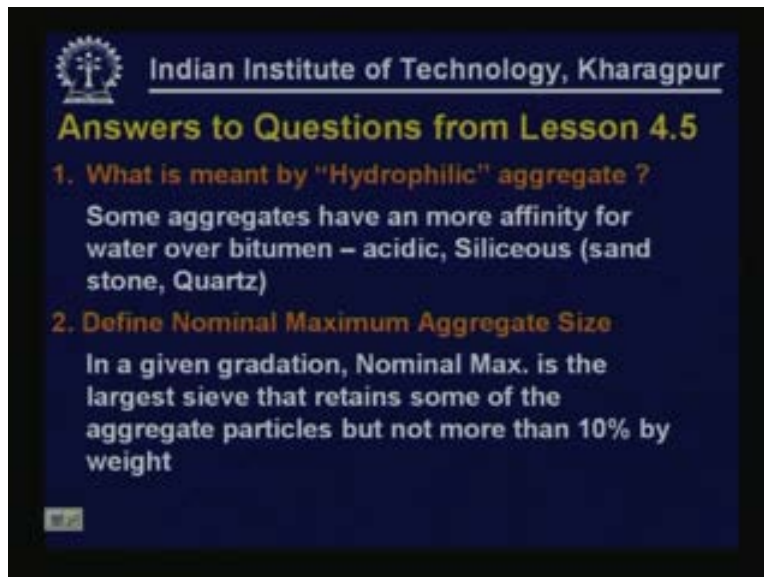 Indian Institute of Technology, Kharagpur
Answers to Questions from Lesson 4.5
1. What is meant by "Hydrophilic" aggregate ?
Some aggregates have an more affinity for
water over bitumen – acidic, Siliceous (sand
stone, Quartz)
2. Define Nominal Maximum Aggregate Size
In a given gradation, Nominal Max. is the
largest sieve that retains some of the
aggregate particles but not more than 10% by
weight